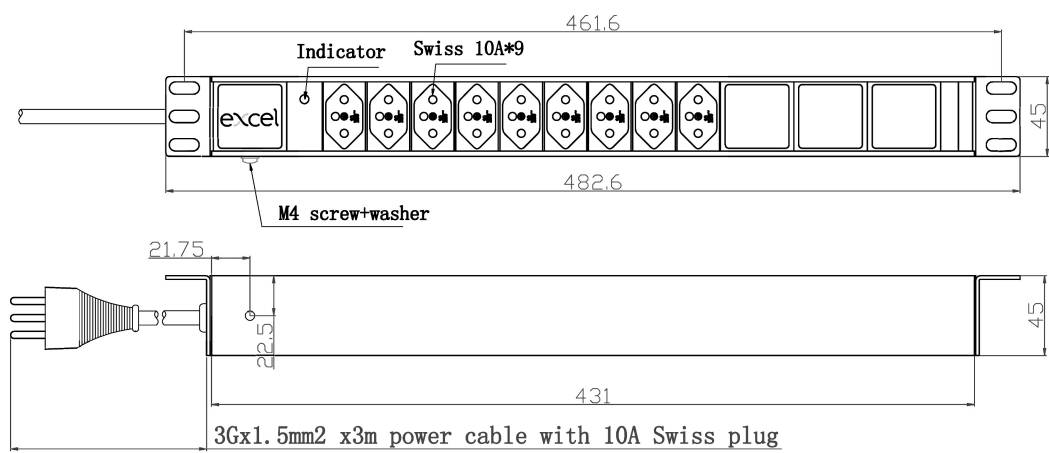 461.6
Indicator
Swiss 10A*9
excel
45
482.6
M4 screw+washer
21.75
22.5
45
431
3Gx1.5mm2 x3m power cable with 10A Swiss plug